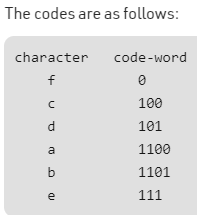 The codes are as follows:
character code-word
f 0
c 100
d 101
a 1100
b 1101
e 111